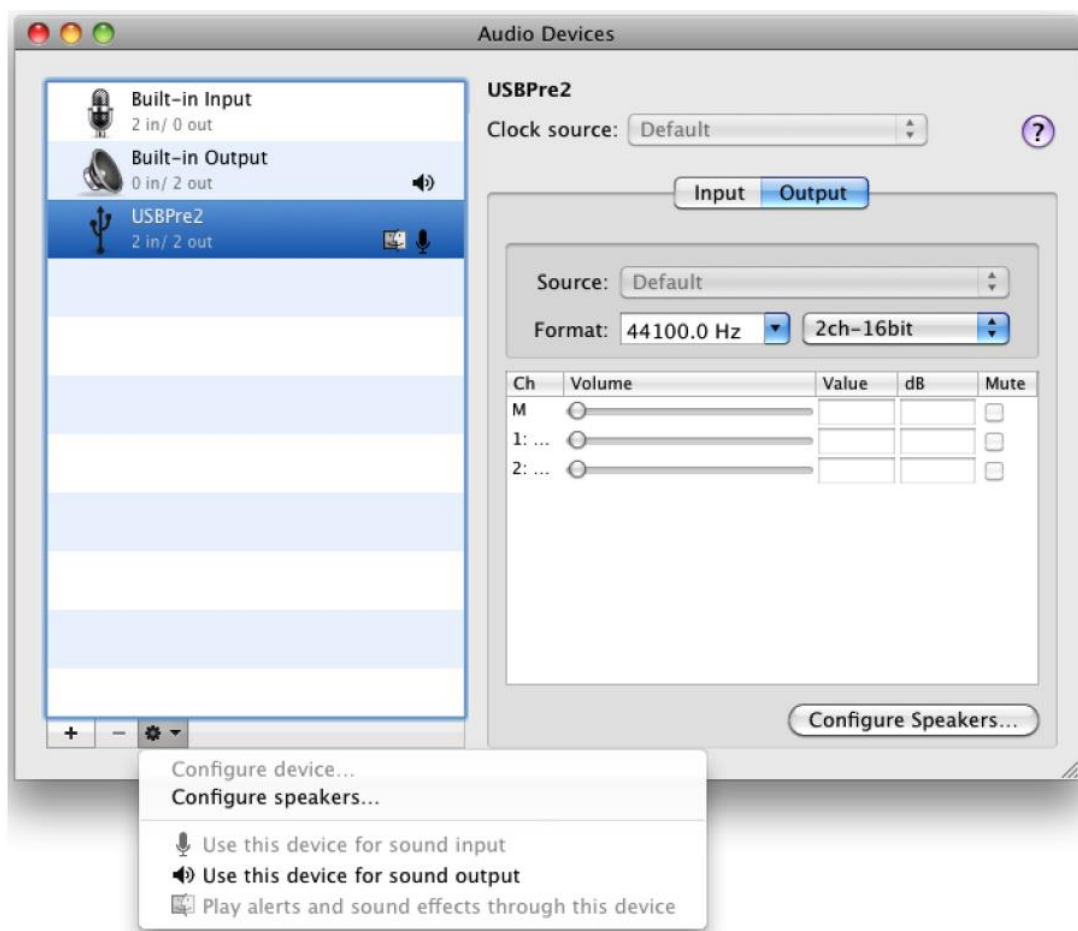 Audio Devices
Built-in Input
2 in/ 0 out
Built-in Output
0 in/ 2 out
USBPre2
2 in/ 2 out
USBPre2
Clock source: Default
?
Input Output
Source: Default
Format: 44100.0 Hz 2ch-16bit
Ch Volume Value dB Mute
M
1: ...
2: ...
Configure Speakers...
+ −
Configure device...
Configure speakers...
Use this device for sound input
Use this device for sound output
Play alerts and sound effects through this device